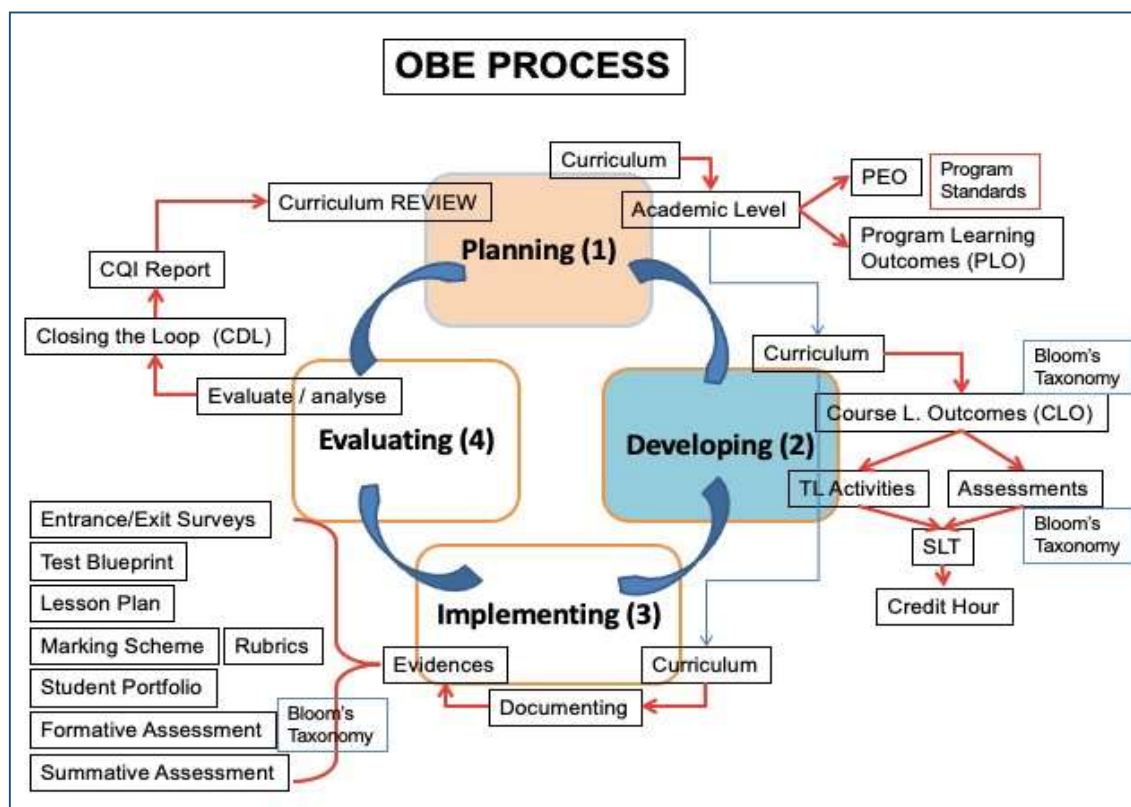 OBE PROCESS
Curriculum
Academic Level
PEO
Program
Standards
Program Learning
Outcomes (PLO)
Curriculum REVIEW
Planning (1)
CQI Report
Closing the Loop (CDL)
Evaluate / analyse
Evaluating (4)
Developing (2)
Curriculum
Bloom's
Taxonomy
Course L. Outcomes (CLO)
TL Activities
Assessments
Bloom's
Taxonomy
SLT
Credit Hour
Implementing (3)
Curriculum
Documenting
Evidences
Entrance/Exit Surveys
Test Blueprint
Lesson Plan
Marking Scheme
Rubrics
Student Portfolio
Formative Assessment
Bloom's
Taxonomy
Summative Assessment